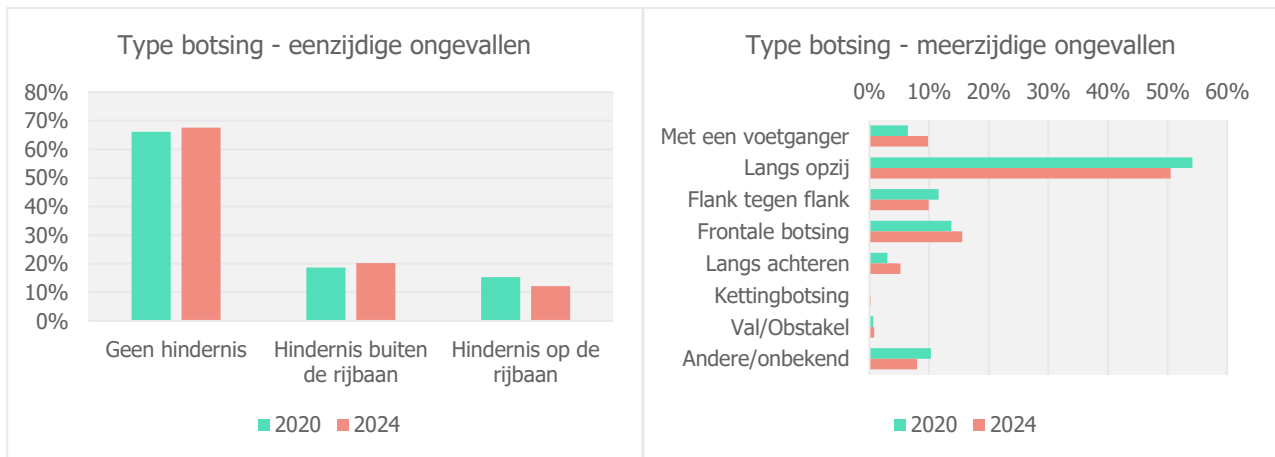 Type botsing - eenzijdige ongevallen
80%
70%
60%
50%
40%
30%
20%
10%
0%
Geen hindernis
Hindernis buiten
de rijbaan
Hindernis op de
rijbaan
2020
2024
Type botsing - meerzijdige ongevallen
0% 10% 20% 30% 40% 50% 60%
Met een voetganger
Langs opzij
Flank tegen flank
Frontale botsing
Langs achteren
Kettingbotsing
Val/Obstakel
Andere/onbekend
2020
2024